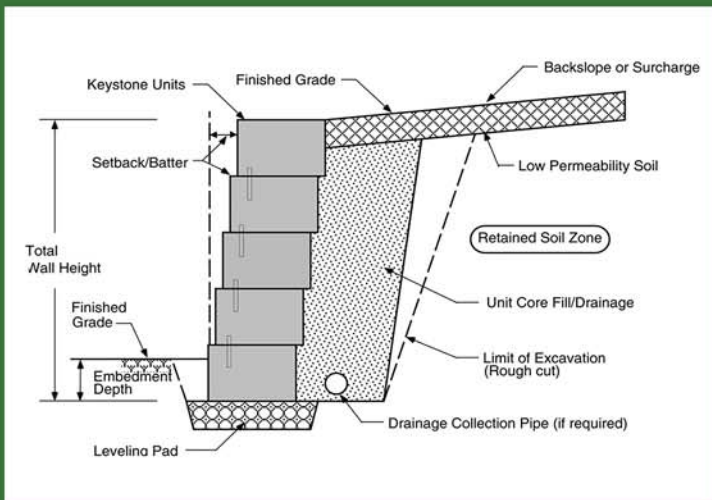 Backslope or Surcharge
Finished Grade
Keystone Units
Setback/Batter
Low Permeability Soil
Retained Soil Zone
Total
Wall Height
Unit Core Fill/Drainage
Finished
Grade
Limit of Excavation
(Rough cut)
Embedment
Depth
Drainage Collection Pipe (if required)
Leveling Pad